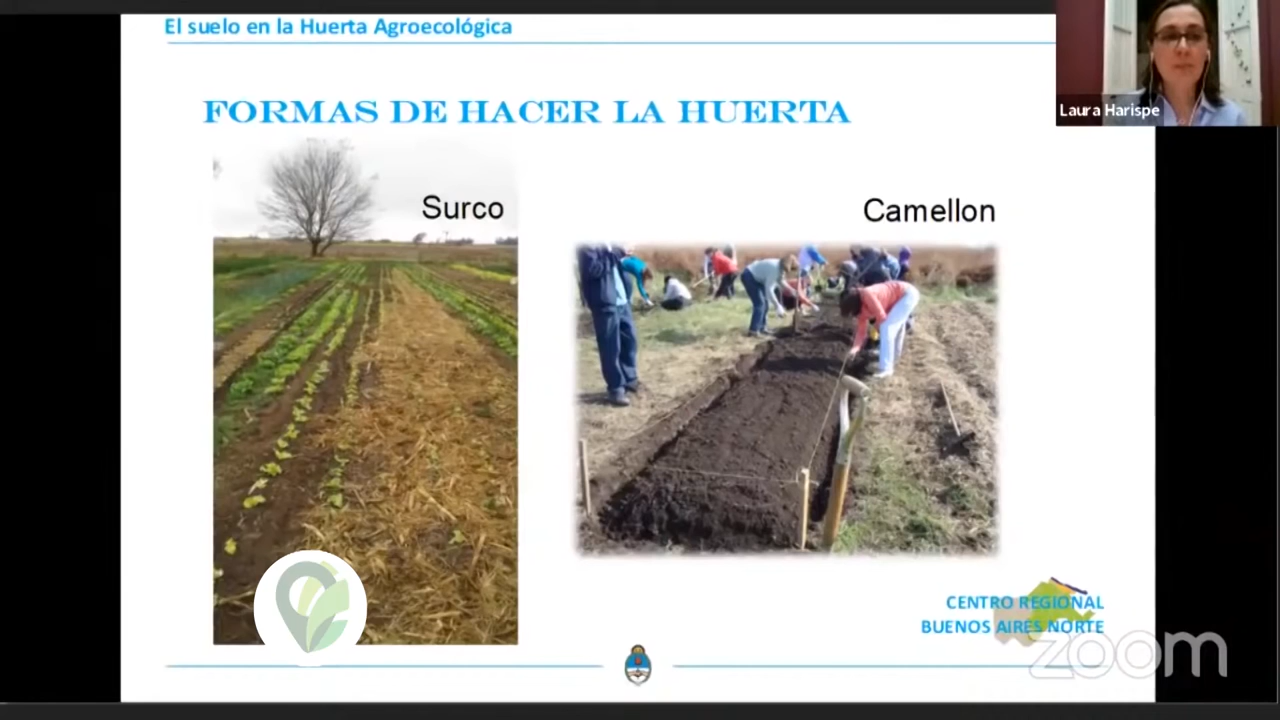 El suelo en la Huerta Agroecológica
Laura Harispe
FORMAS DE HACER LA HUERTA
Surco
Camellon
CENTRO REGIONAL
BUENOS AIRES NORTE
zoom